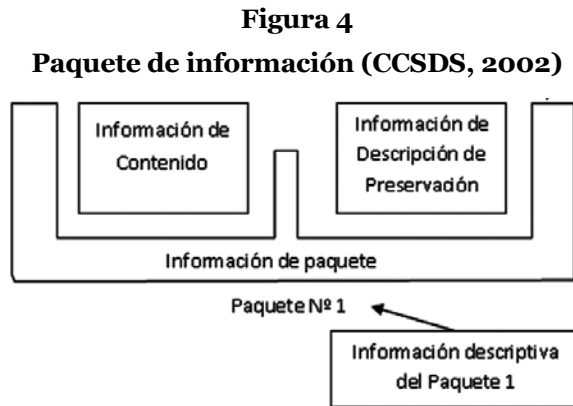 Figura 4
Paquete de información (CCSDS, 2002)
Información de
Contenido
Información de
Descripción de
Preservación
Información de paquete
Paquete Nº 1
Información descriptiva
del Paquete 1